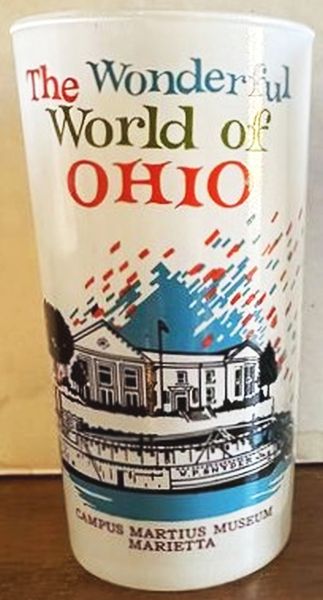 The Wonderful
World of
OHIO
CAMPUS MARTIUS MUSEUM
MARIETTA